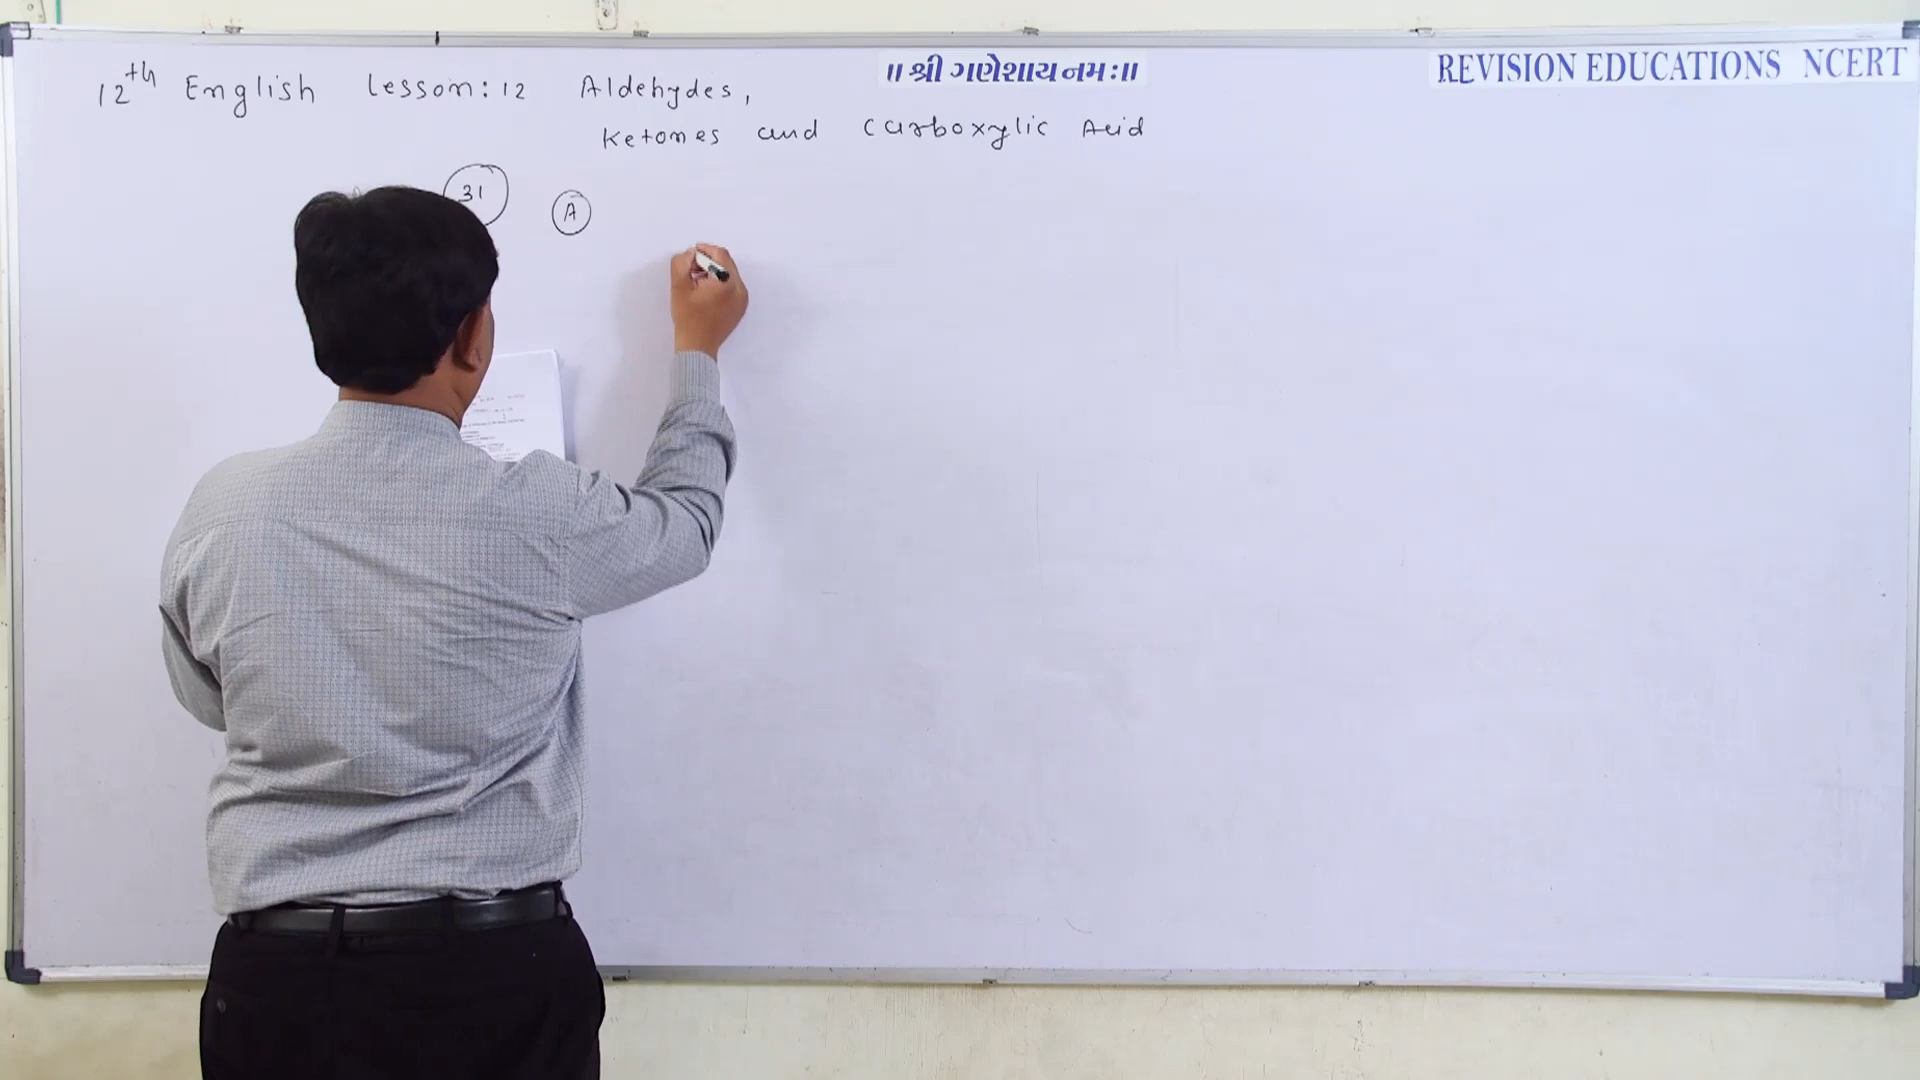 12th English Lesson: 12 Aldehydes,
Ketones and Carboxylic Acid
॥ શ્રી ગણેશાય નમઃ ॥
REVISION EDUCATIONS NCERT
31
A